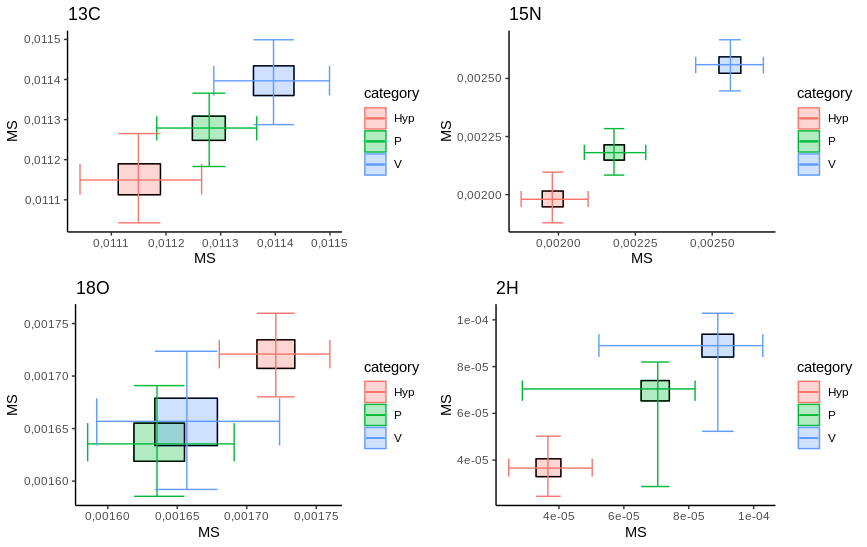 13C
0,0115
0,0114
0,0113
0,0112
0,0111
MS
0,0111 0,0112 0,0113 0,0114 0,0115
MS
category
Hyp
P
V
15N
0,00250
0,00225
0,00200
MS
0,00200 0,00225 0,00250
MS
category
Hyp
P
V
18O
0,00175
0,00170
0,00165
0,00160
MS
0,00160 0,00165 0,00170 0,00175
MS
category
Hyp
P
V
2H
1e-04
8e-05
6e-05
4e-05
MS
4e-05 6e-05 8e-05 1e-04
MS
category
Hyp
P
V